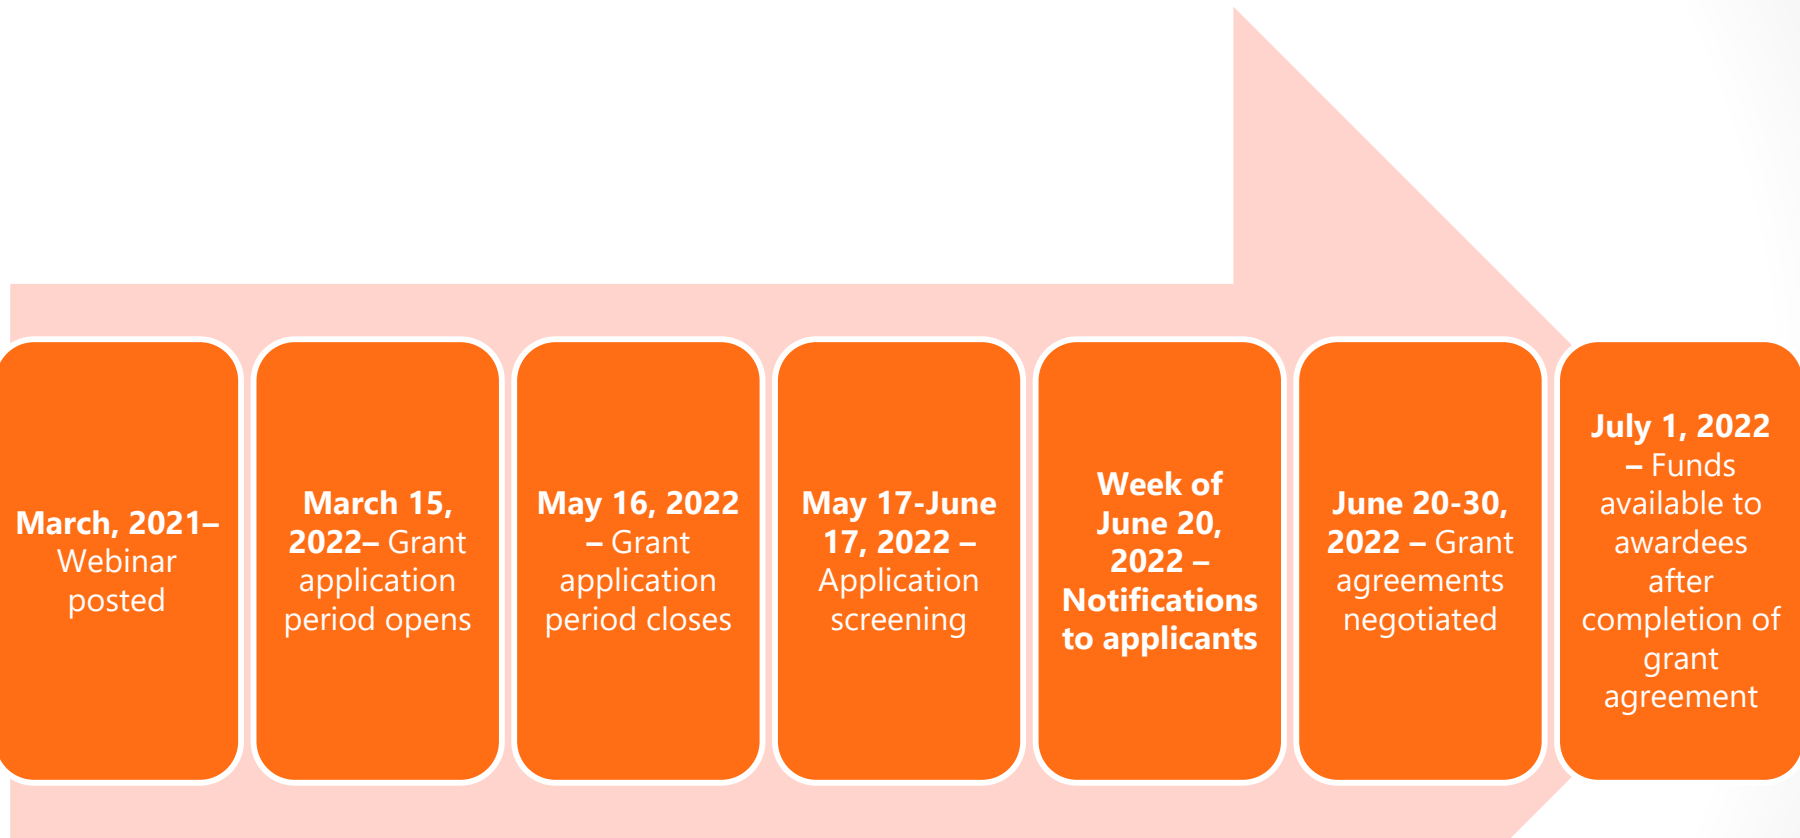 March, 2021–
Webinar
posted
March 15,
2022– Grant
application
period opens
May 16, 2022
– Grant
application
period closes
May 17-June
17, 2022 –
Application
screening
Week of
June 20,
2022 –
Notifications
to applicants
June 20-30,
2022 – Grant
agreements
negotiated
July 1, 2022
– Funds
available to
awardees
after
completion of
grant
agreement